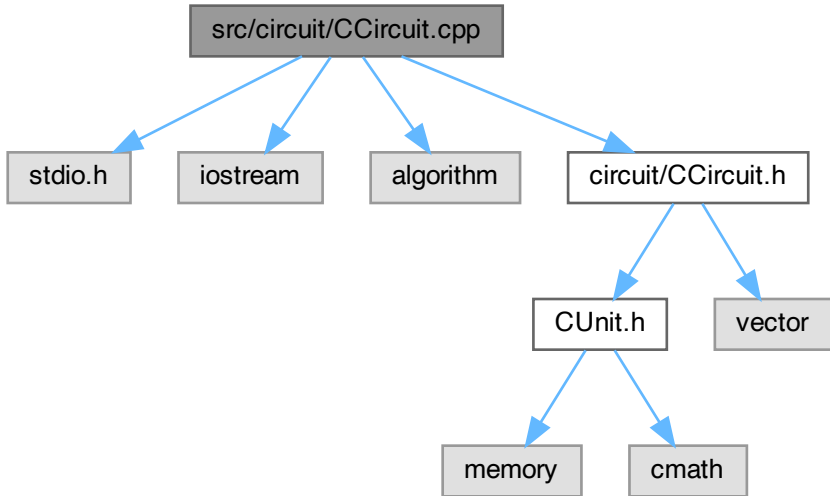 src/circuit/CCircuit.cpp
stdio.h
iostream
algorithm
circuit/CCircuit.h
CUnit.h
vector
memory
cmath